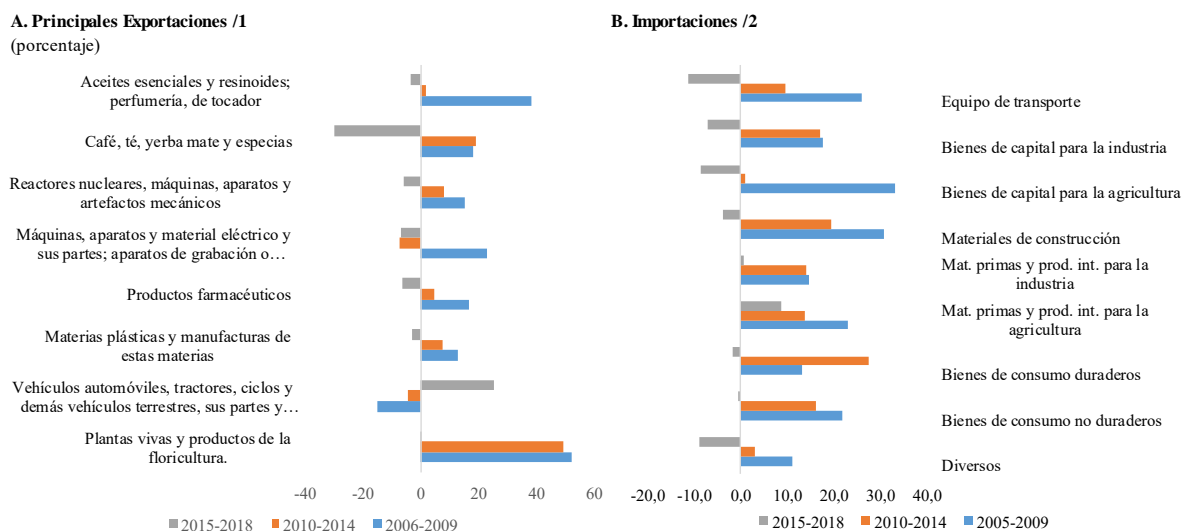 A. Principales Exportaciones /1
(porcentaje)
Aceites esenciales y resinoides;
perfumería, de tocador
Café, té, yerba mate y especias
Reactores nucleares, máquinas, aparatos y
artefactos mecánicos
Máquinas, aparatos y material eléctrico y
sus partes; aparatos de grabación o…
Productos farmacéuticos
Materias plásticas y manufacturas de
estas materias
Vehículos automóviles, tractores, ciclos y
demás vehículos terrestres, sus partes y…
Plantas vivas y productos de la
floricultura.
-40 -20 0 20 40 60
2015-2018 2010-2014 2006-2009
B. Importaciones /2
Equipo de transporte
Bienes de capital para la industria
Bienes de capital para la agricultura
Materiales de construcción
Mat. primas y prod. int. para la
industria
Mat. primas y prod. int. para la
agricultura
Bienes de consumo duraderos
Bienes de consumo no duraderos
Diversos
-20,0 -10,0 0,0 10,0 20,0 30,0 40,0
2015-2018 2010-2014 2005-2009